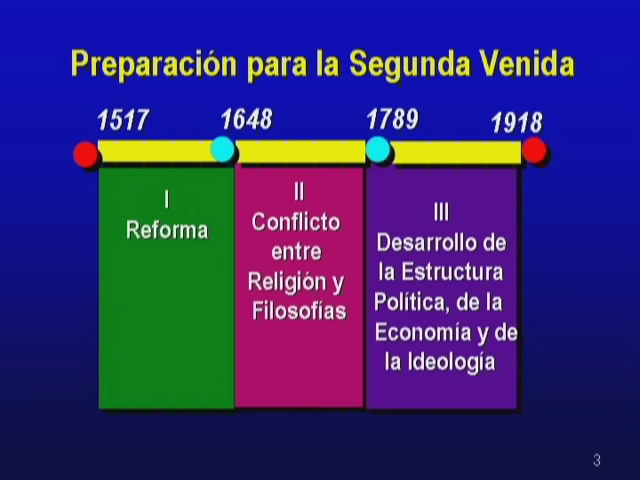 Preparación para la Segunda Venida
1517 1648 1789 1918
I
Reforma
II
Conflicto
entre
Religión y
Filosofías
III
Desarrollo de
la Estructura
Política, de la
Economía y de
la Ideología
3